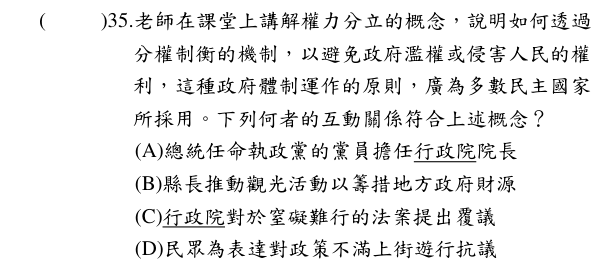 (　　)35.老師在課堂上講解權力分立的概念，說明如何透過
分權制衡的機制，以避免政府濫權或侵害人民的權
利，這種政府體制運作的原則，廣為多數民主國家
所採用。下列何者的互動關係符合上述概念？
(A)總統任命執政黨的黨員擔任行政院院長
(B)縣長推動觀光活動以籌措地方政府財源
(C)行政院對於窒礙難行的法案提出覆議
(D)民眾為表達對政策不滿上街遊行抗議